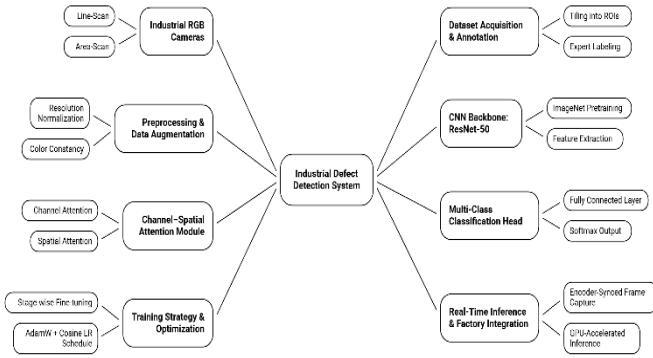 Line-Scan
Area-Scan
Industrial RGB
Cameras
Resolution
Normalization
Color Constancy
Preprocessing &
Data Augmentation
Channel Attention
Spatial Attention
Channel–Spatial
Attention Module
Stage-wise Fine-tuning
AdamW + Cosine LR
Schedule
Training Strategy &
Optimization
Industrial Defect
Detection System
Dataset Acquisition
& Annotation
Tiling into ROIs
Expert Labeling
CNN Backbone:
ResNet-50
ImageNet Pretraining
Feature Extraction
Multi-Class
Classification Head
Fully Connected Layer
Softmax Output
Real-Time Inference
& Factory Integration
Encoder-Synced Frame
Capture
GPU-Accelerated
Inference